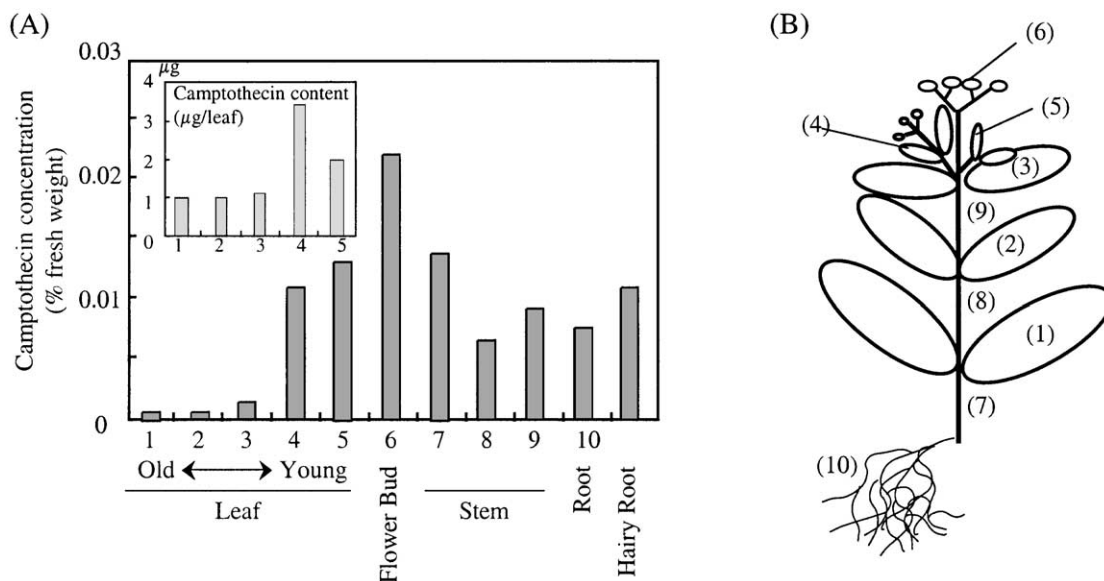 (A)
Camptothecin concentration
(% fresh weight)
0.03
0.02
0.01
0
μg
4
3
2
1
0
Camptothecin content
(μg/leaf)
1 2 3 4 5
1 2 3 4 5 6 7 8 9 10
Old Young
Leaf
Flower Bud
Stem
Root
Hairy Root
(B)
(6)
(5)
(4)
(3)
(9)
(2)
(8)
(1)
(7)
(10)